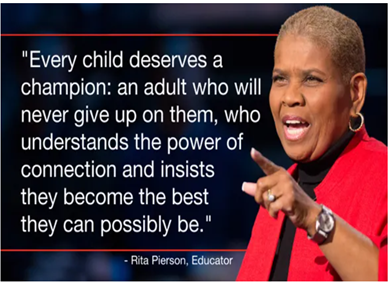 "Every child deserves a
champion: an adult who will
never give up on them, who
understands the power of
connection and insists
they become the best
they can possibly be."
- Rita Pierson, Educator